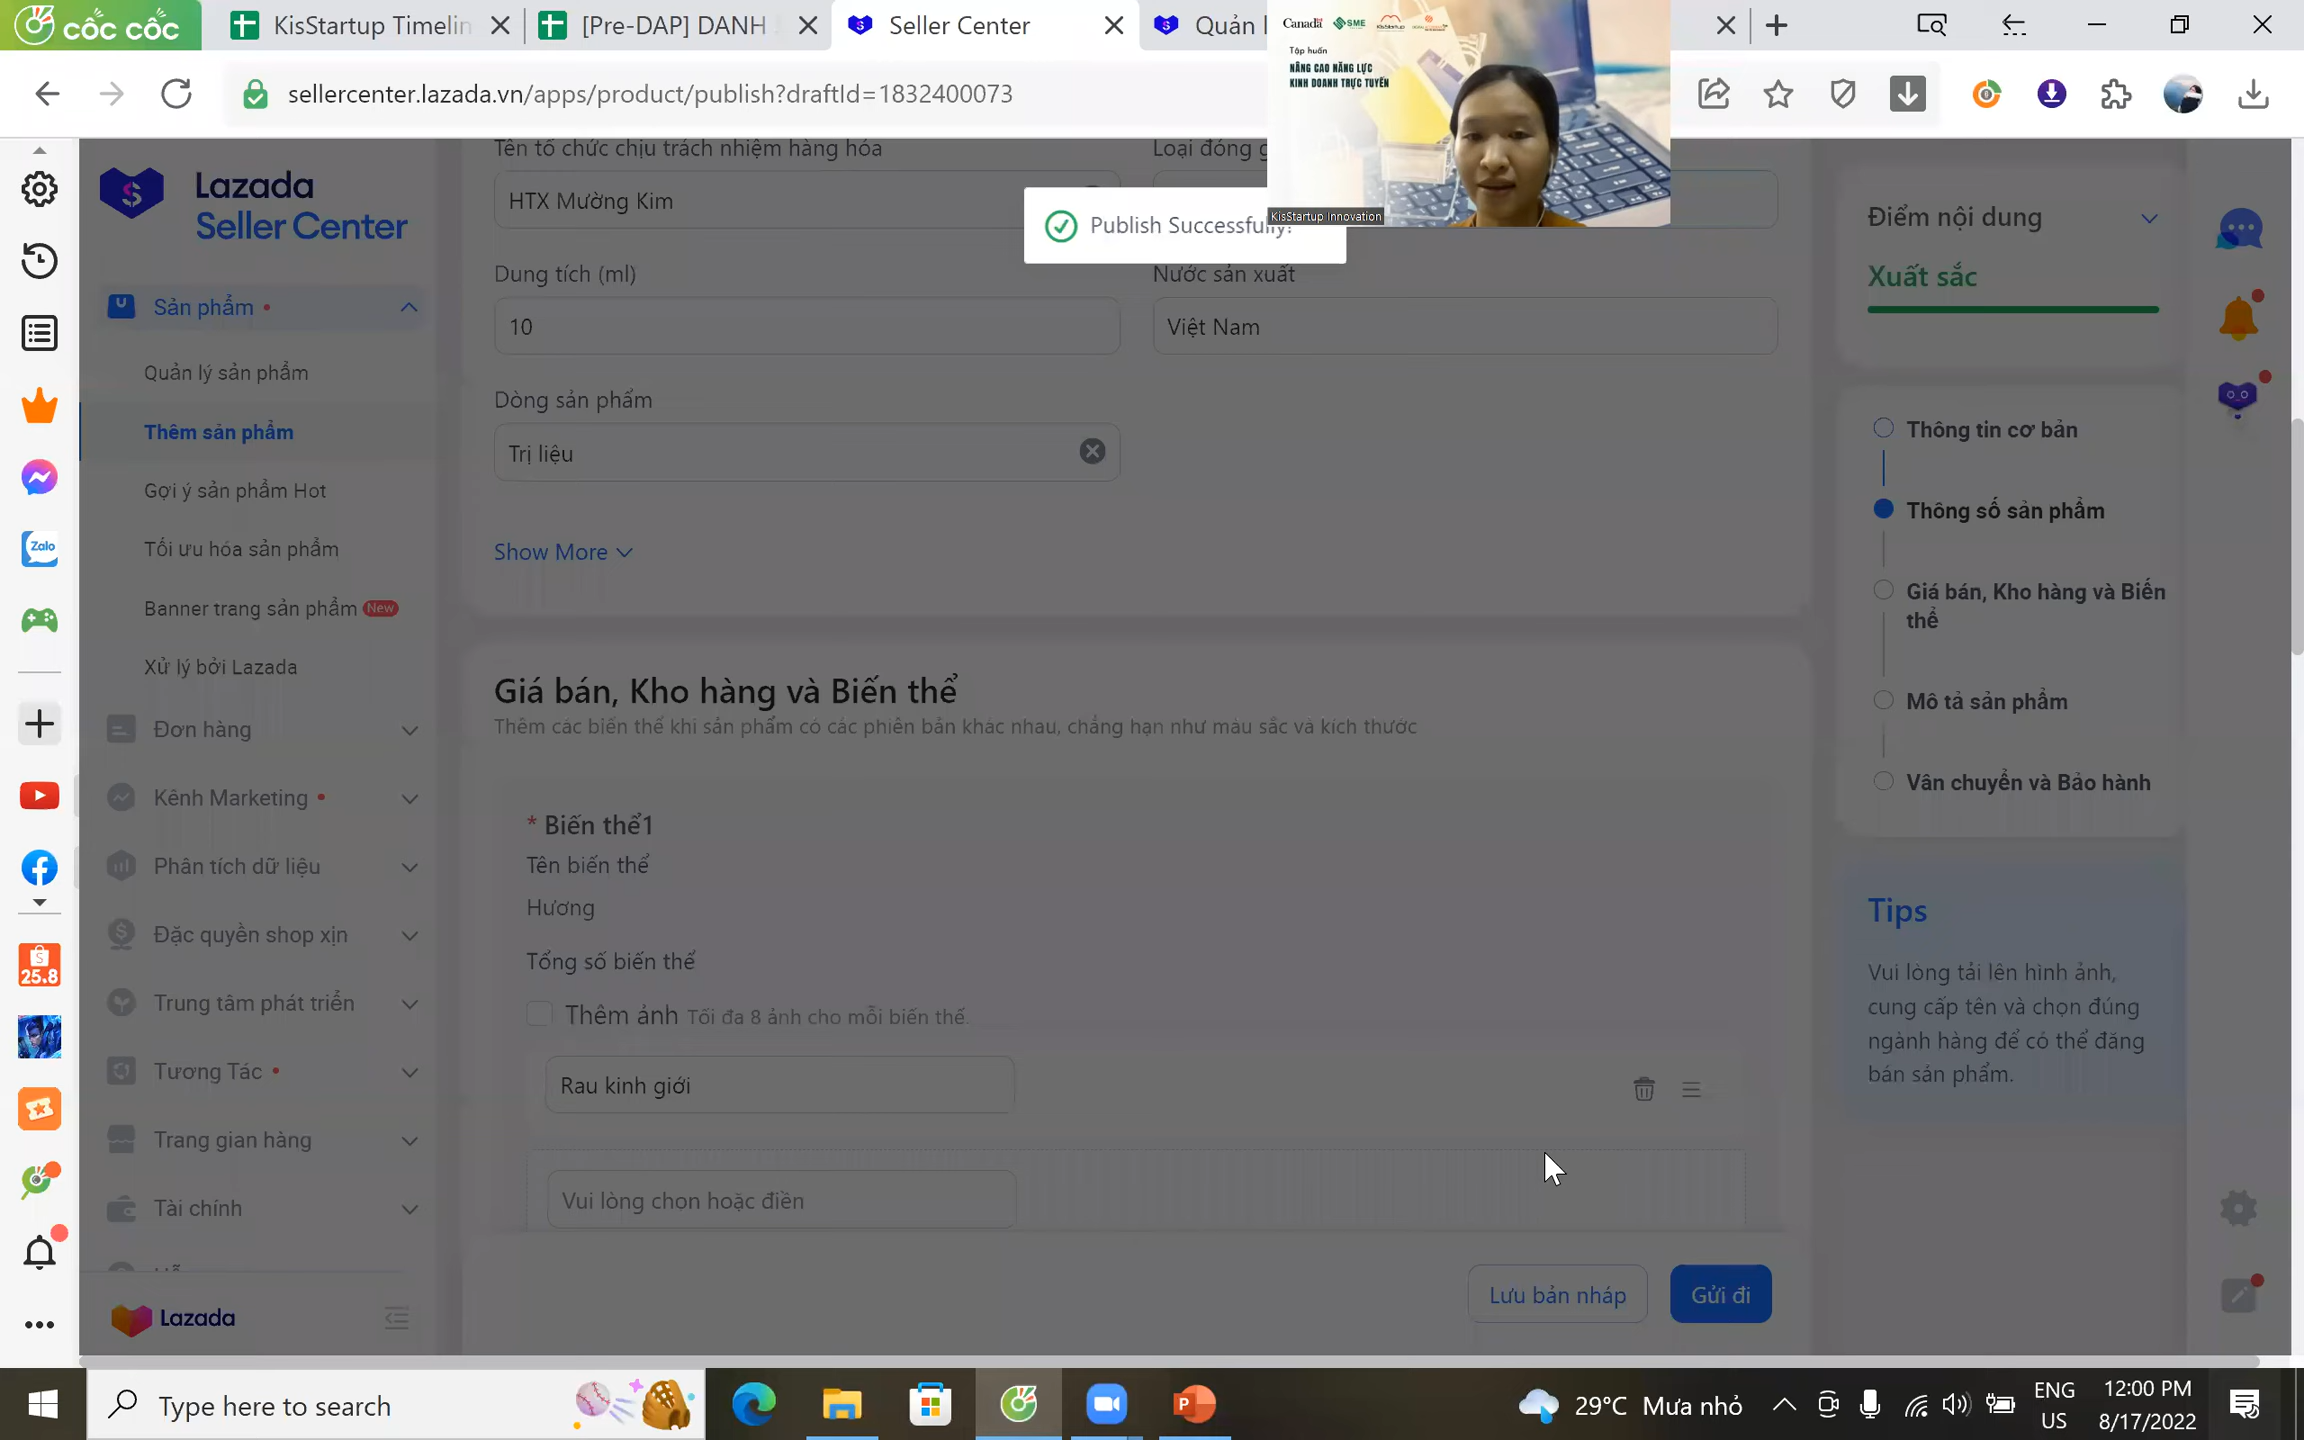 cốc cốc
KisStartup Timelin
[Pre-DAP] DANH
Seller Center
Quản l
sellercenter.lazada.vn/apps/product/publish?draftId=1832400073
Canada
SME
KisStartup
Tập huấn
NÂNG CAO NĂNG LỰC
KINH DOANH TRỰC TUYẾN
KisStartup Innovation
Publish Successfully!
Lazada
Seller Center
Sản phẩm
Quản lý sản phẩm
Thêm sản phẩm
Gợi ý sản phẩm Hot
Tối ưu hóa sản phẩm
Banner trang sản phẩm New
Xử lý bởi Lazada
Đơn hàng
Kênh Marketing
Phân tích dữ liệu
Đặc quyền shop xịn
Trung tâm phát triển
Tương Tác
Trang gian hàng
Tài chính
Lazada
Zalo
25.8
Tên tổ chức chịu trách nhiệm hàng hóa
Loại đóng g
HTX Mường Kim
Dung tích (ml)
Nước sản xuất
10
Việt Nam
Dòng sản phẩm
Trị liệu
Show More
Giá bán, Kho hàng và Biến thể
Thêm các biến thể khi sản phẩm có các phiên bản khác nhau, chẳng hạn như màu sắc và kích thước
* Biến thể1
Tên biến thể
Hương
Tổng số biến thể
Thêm ảnh Tối đa 8 ảnh cho mỗi biến thể.
Rau kinh giới
Vui lòng chọn hoặc điền
Lưu bản nháp
Gửi đi
Điểm nội dung
Xuất sắc
Thông tin cơ bản
Thông số sản phẩm
Giá bán, Kho hàng và Biến
thể
Mô tả sản phẩm
Vận chuyển và Bảo hành
Tips
Vui lòng tải lên hình ảnh,
cung cấp tên và chọn đúng
ngành hàng để có thể đăng
bán sản phẩm.
Type here to search
29°C Mưa nhỏ
ENG
US
12:00 PM
8/17/2022